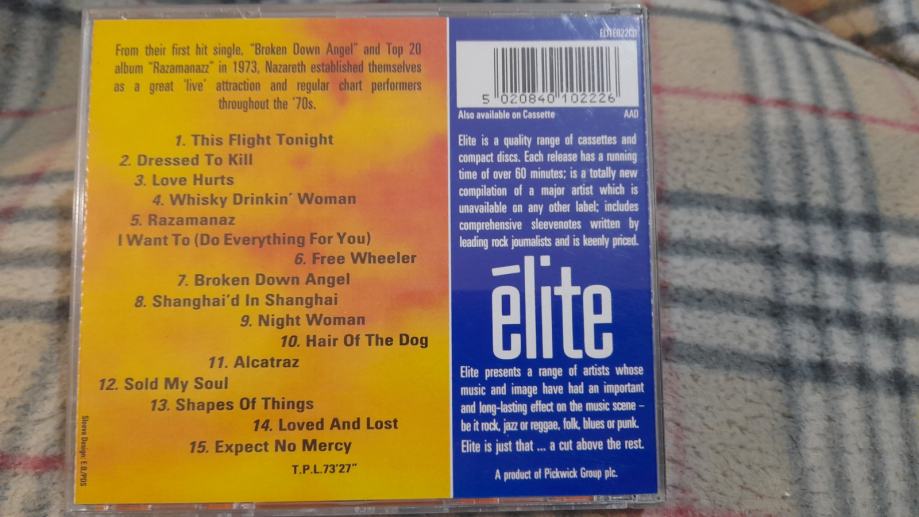 From their first hit single, "Broken Down Angel" and Top 20
album "Razamanazz" in 1973, Nazareth established themselves
as a great 'live' attraction and regular chart performers
throughout the '70s.
1. This Flight Tonight
2. Dressed To Kill
3. Love Hurts
4. Whisky Drinkin' Woman
5. Razamanaz
I Want To (Do Everything For You)
6. Free Wheeler
7. Broken Down Angel
8. Shanghai'd In Shanghai
9. Night Woman
10. Hair Of The Dog
11. Alcatraz
12. Sold My Soul
13. Shapes Of Things
14. Loved And Lost
15. Expect No Mercy
T.P.L.73'27"
Sleeve Design: E.B./PDS
ELITE022CD
5 020840 102226
Also available on Cassette AAD
Elite is a quality range of cassettes and
compact discs. Each release has a running
time of over 60 minutes; is a totally new
compilation of a major artist which is
unavailable on any other label; includes
comprehensive sleevenotes written by
leading rock journalists and is keenly priced.
élite
Elite presents a range of artists whose
music and image have had an important
and long-lasting effect on the music scene –
be it rock, jazz or reggae, folk, blues or punk.
Elite is just that ... a cut above the rest.
A product of Pickwick Group plc.